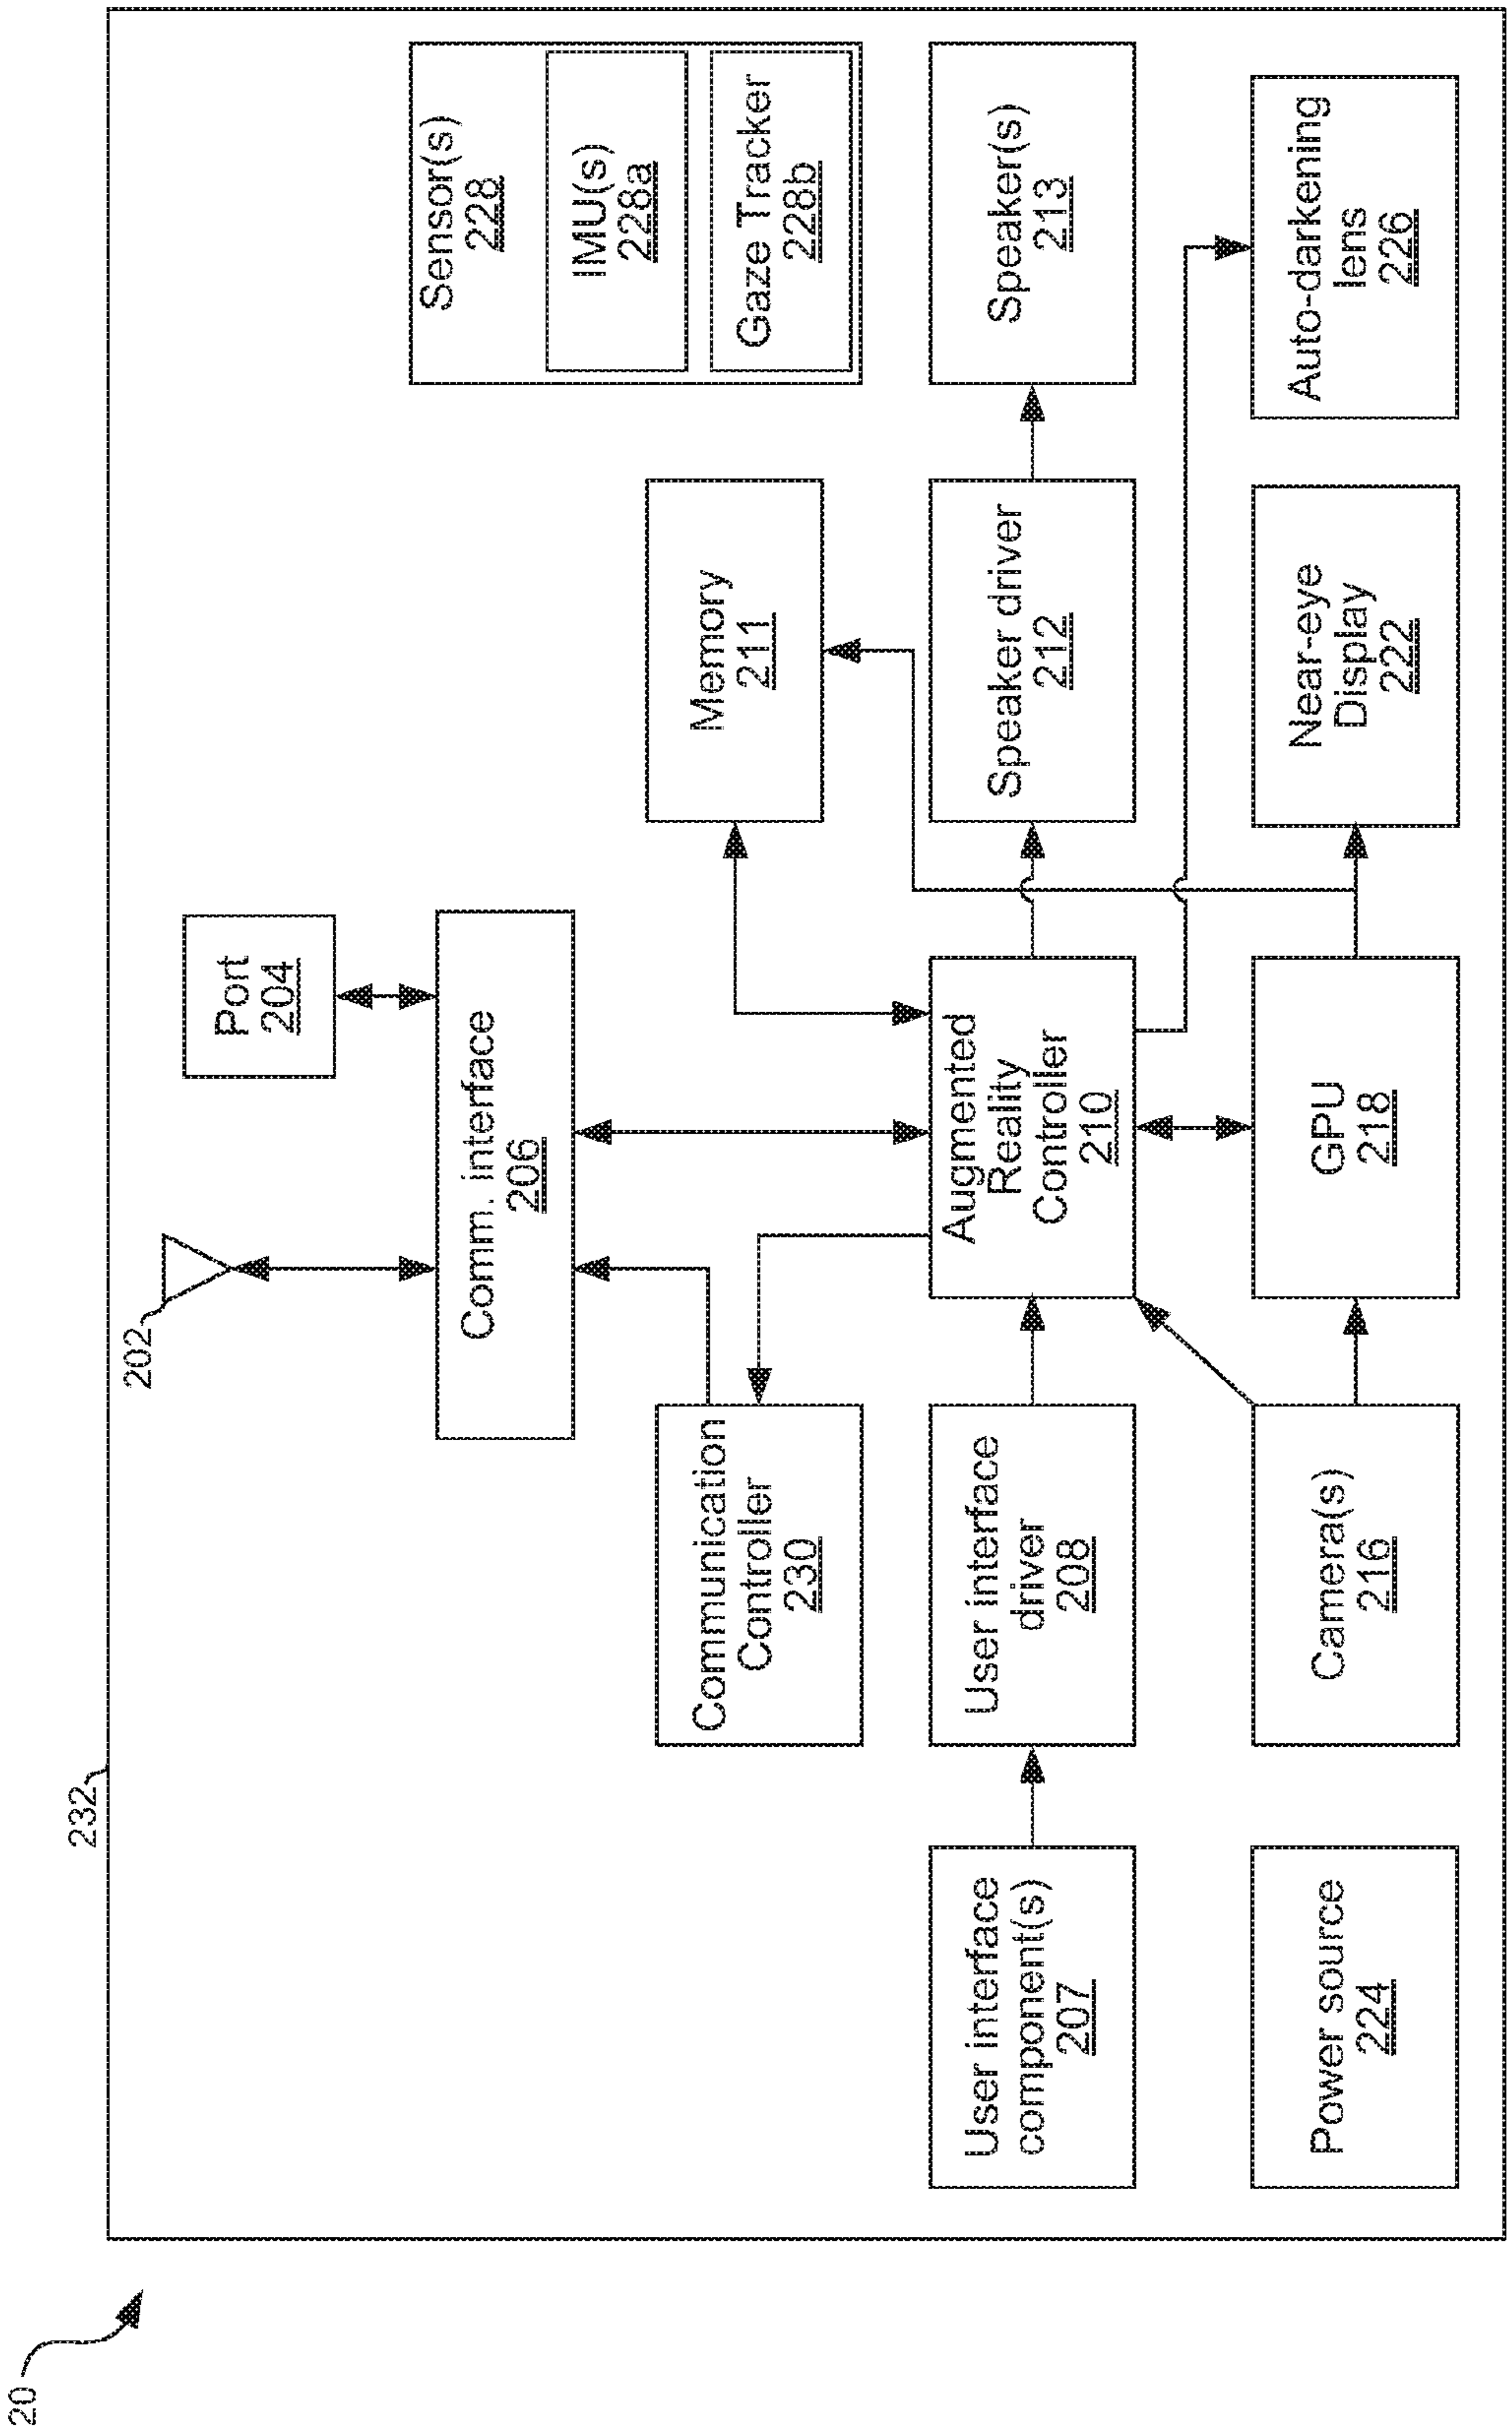 20
232
202
Port
204
Comm. interface
206
Sensor(s)
228
IMU(s)
228a
Gaze Tracker
228b
Communication
Controller
230
Memory
211
User interface
component(s)
207
User interface
driver
208
Augmented
Reality
Controller
210
Speaker driver
212
Speaker(s)
213
Power source
224
Camera(s)
216
GPU
218
Near-eye
Display
222
Auto-darkening
lens
226